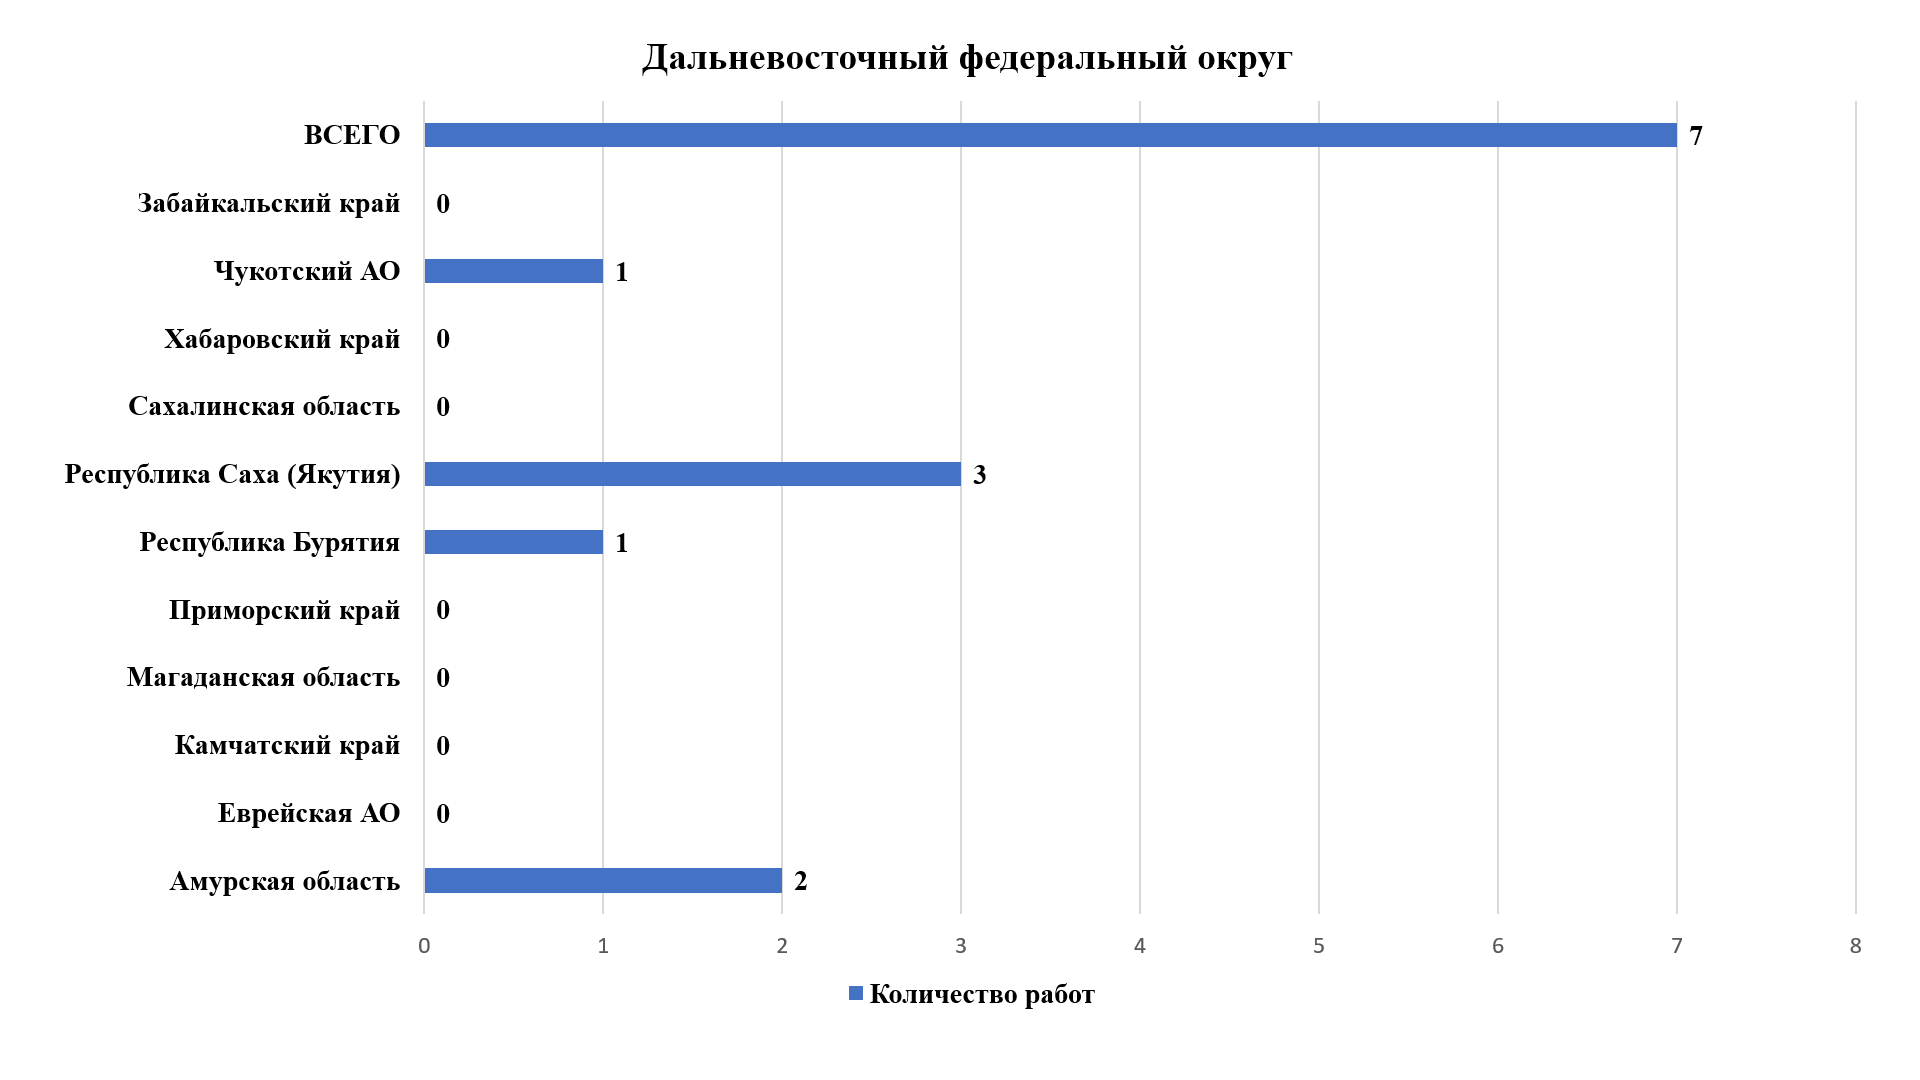 Дальневосточный федеральный округ
ВСЕГО 7
Забайкальский край 0
Чукотский АО 1
Хабаровский край 0
Сахалинская область 0
Республика Саха (Якутия) 3
Республика Бурятия 1
Приморский край 0
Магаданская область 0
Камчатский край 0
Еврейская АО 0
Амурская область 2
0 1 2 3 4 5 6 7 8
Количество работ